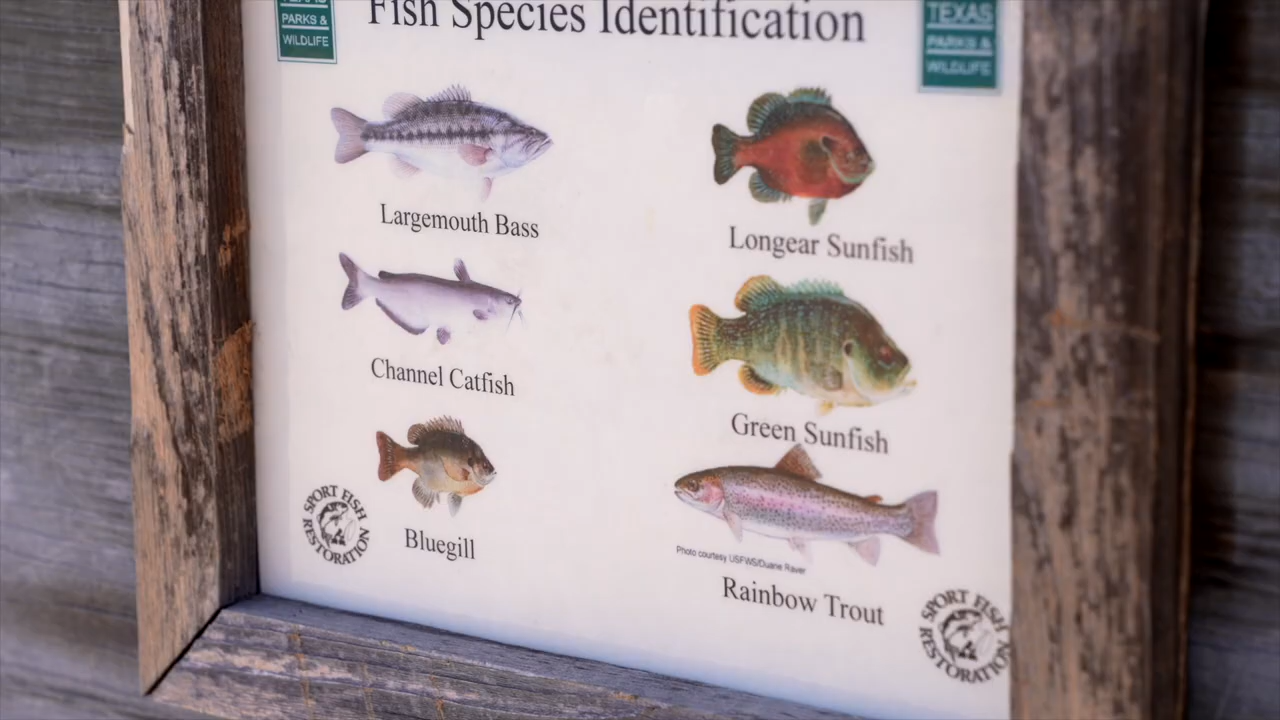 TEXAS
PARKS &
WILDLIFE
Fish Species Identification
TEXAS
PARKS &
WILDLIFE
Largemouth Bass
Longear Sunfish
Channel Catfish
Green Sunfish
Bluegill
SPORT FISH
RESTORATION
Photo courtesy USFWS/Duane Raver
Rainbow Trout
SPORT FISH
RESTORATION